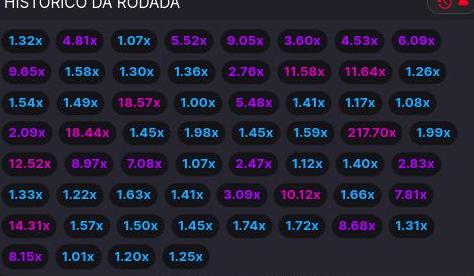 HISTÓRICO DA RODADA
1.32x 4.81x 1.07x 5.52x 9.05x 3.60x 4.53x 6.09x
9.65x 1.58x 1.30x 1.36x 2.76x 11.58x 11.64x 1.26x
1.54x 1.49x 18.57x 1.00x 5.48x 1.41x 1.17x 1.08x
2.09x 18.44x 1.45x 1.98x 1.45x 1.59x 217.70x 1.99x
12.52x 8.97x 7.08x 1.07x 2.47x 1.12x 1.40x 2.83x
1.33x 1.22x 1.63x 1.41x 3.09x 10.12x 1.66x 7.81x
14.31x 1.57x 1.50x 1.45x 1.74x 1.72x 8.68x 1.31x
8.15x 1.01x 1.20x 1.25x